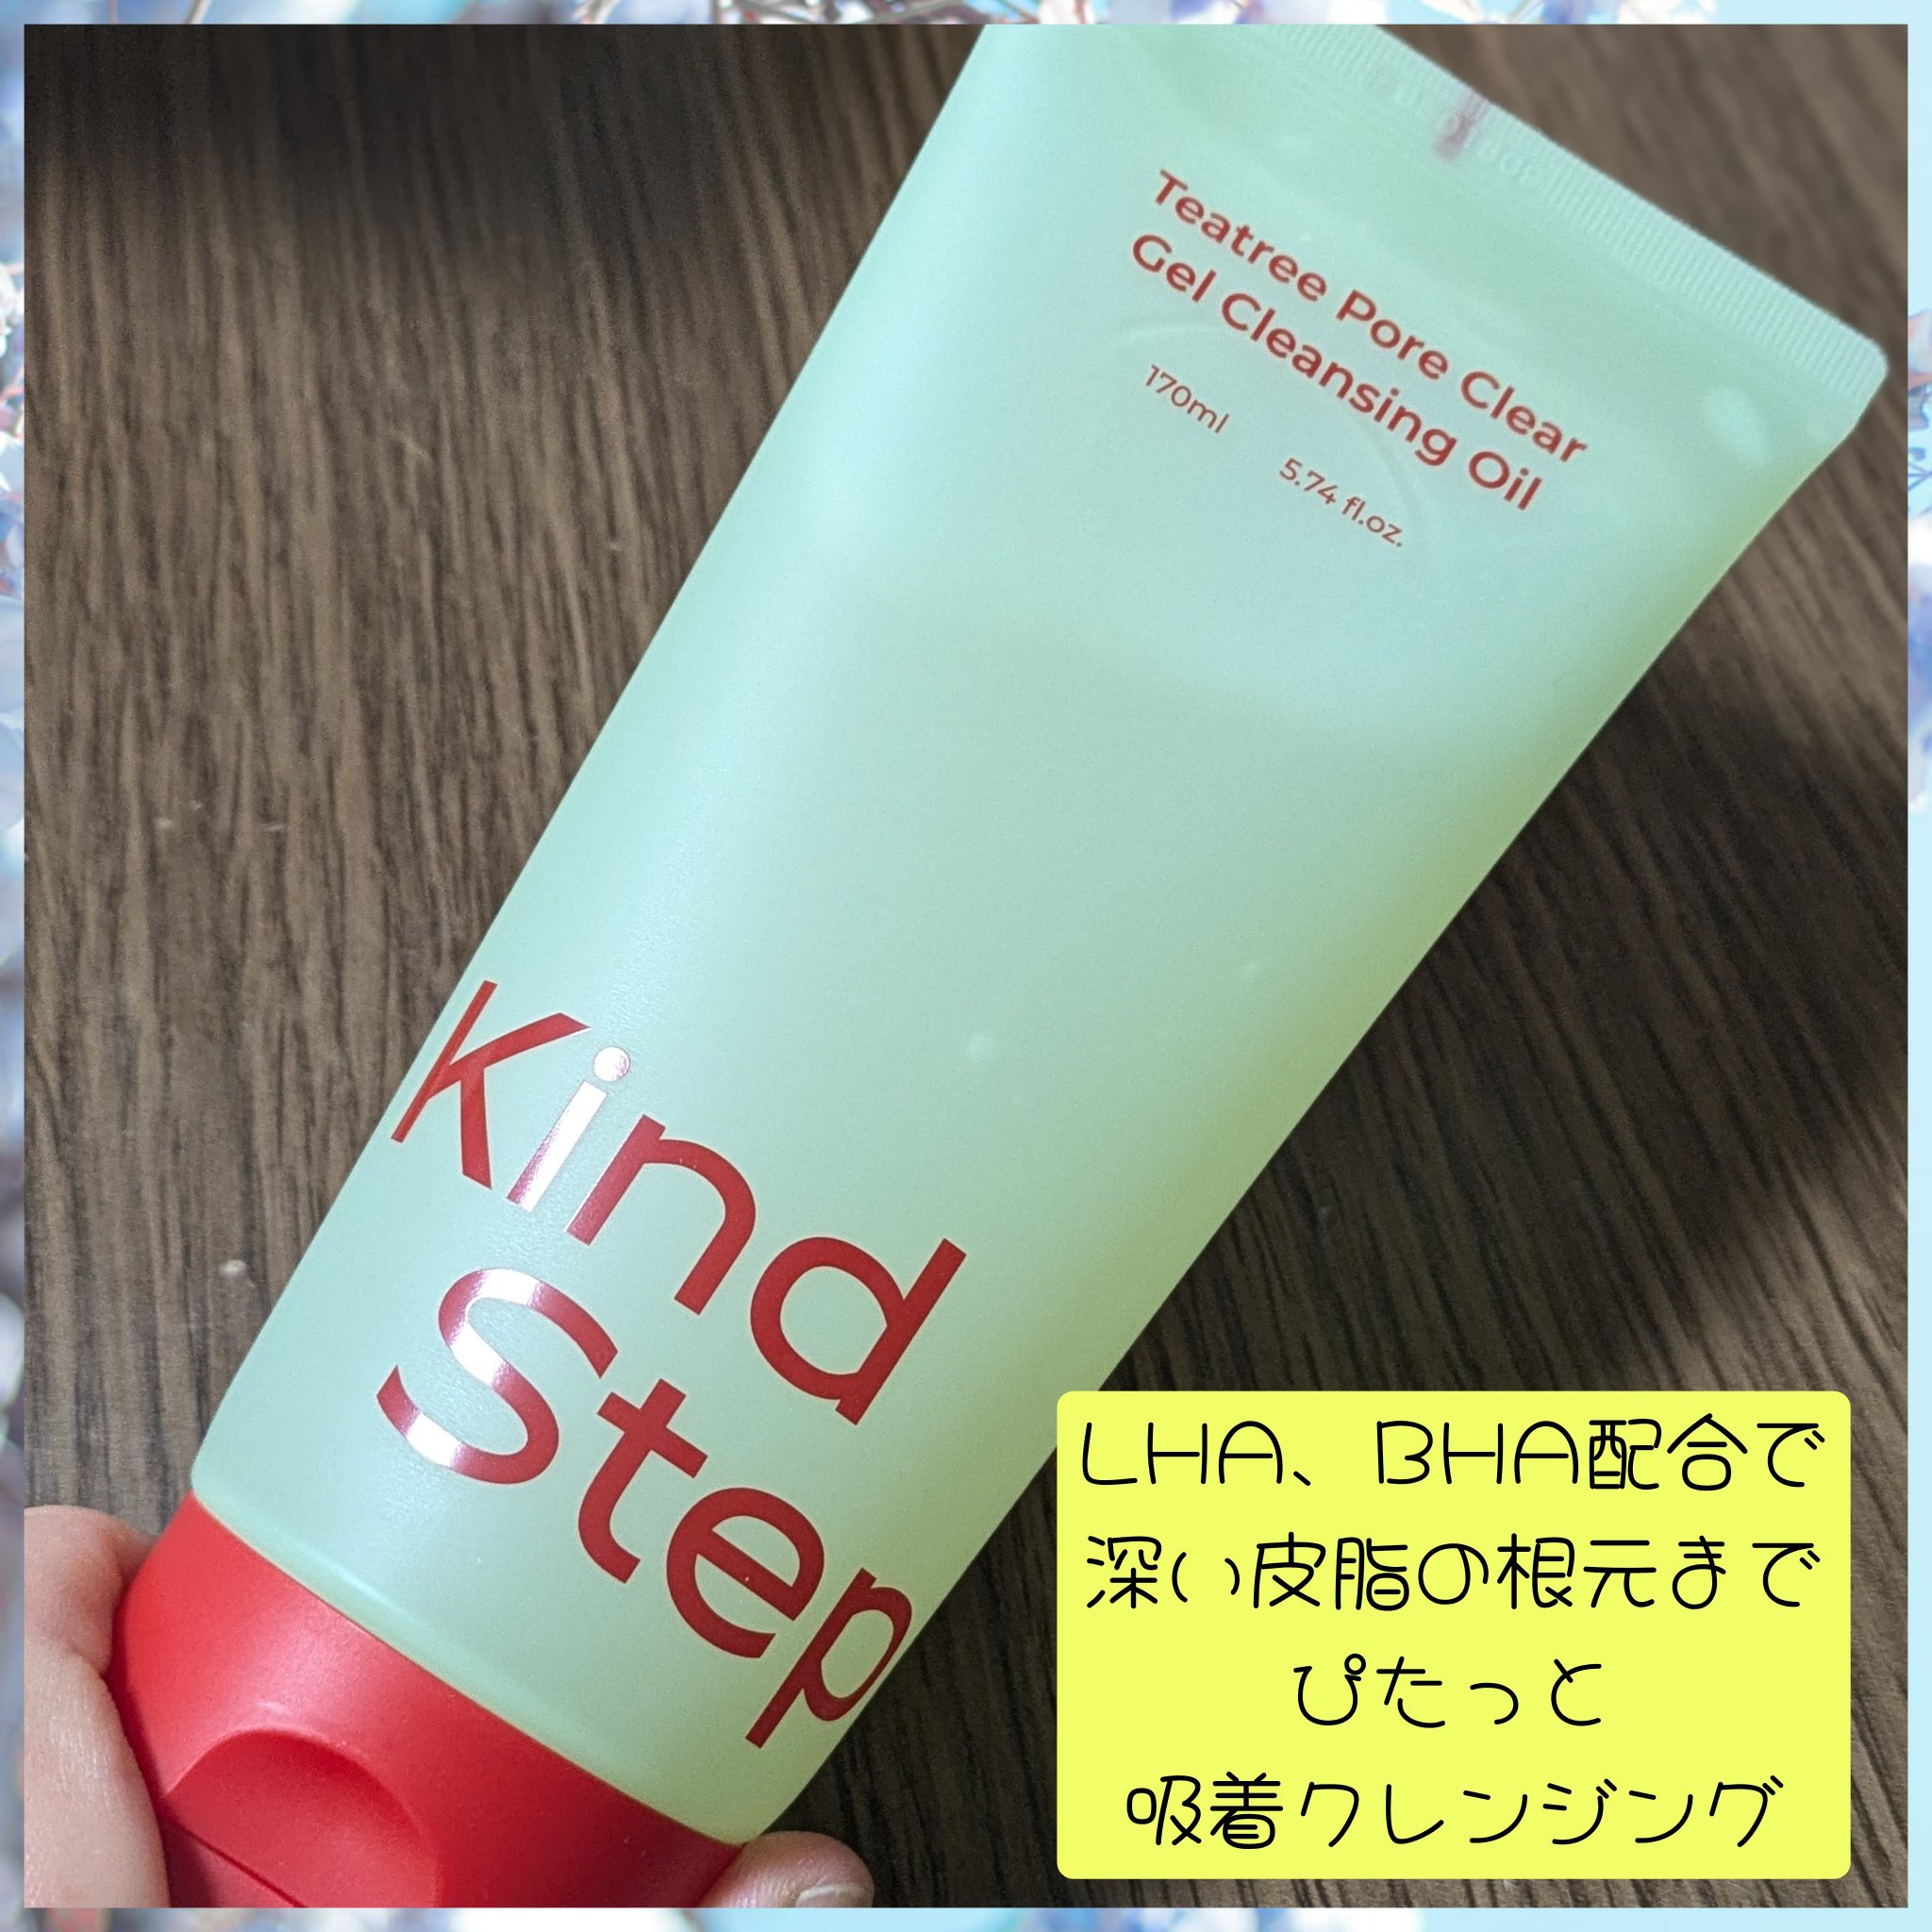 Teatree Pore Clear
Gel Cleansing Oil
170ml 5.74 fl.oz.
Kind
Step
LHA、BHA配合で
深い皮脂の根元まで
ぴたっと
吸着クレンジング